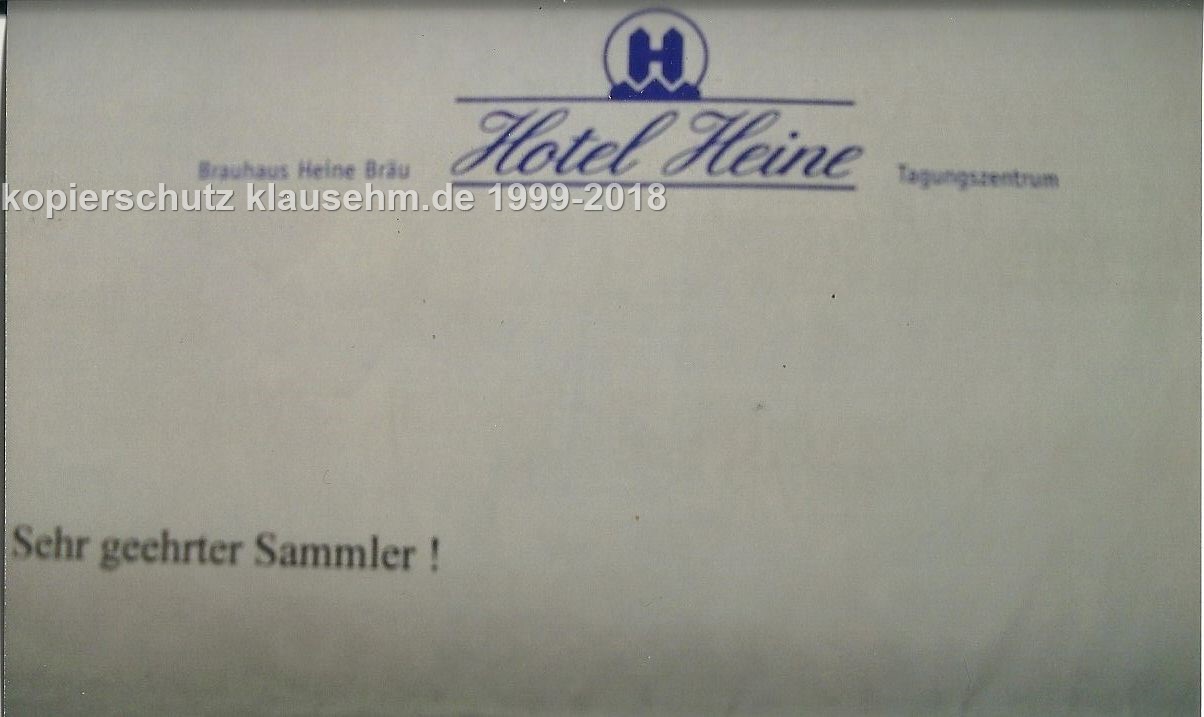 H
Hotel Heine
Brauhaus Heine Bräu
Tagungszentrum
kopierschutz klausehm.de 1999-2018
Sehr geehrter Sammler !